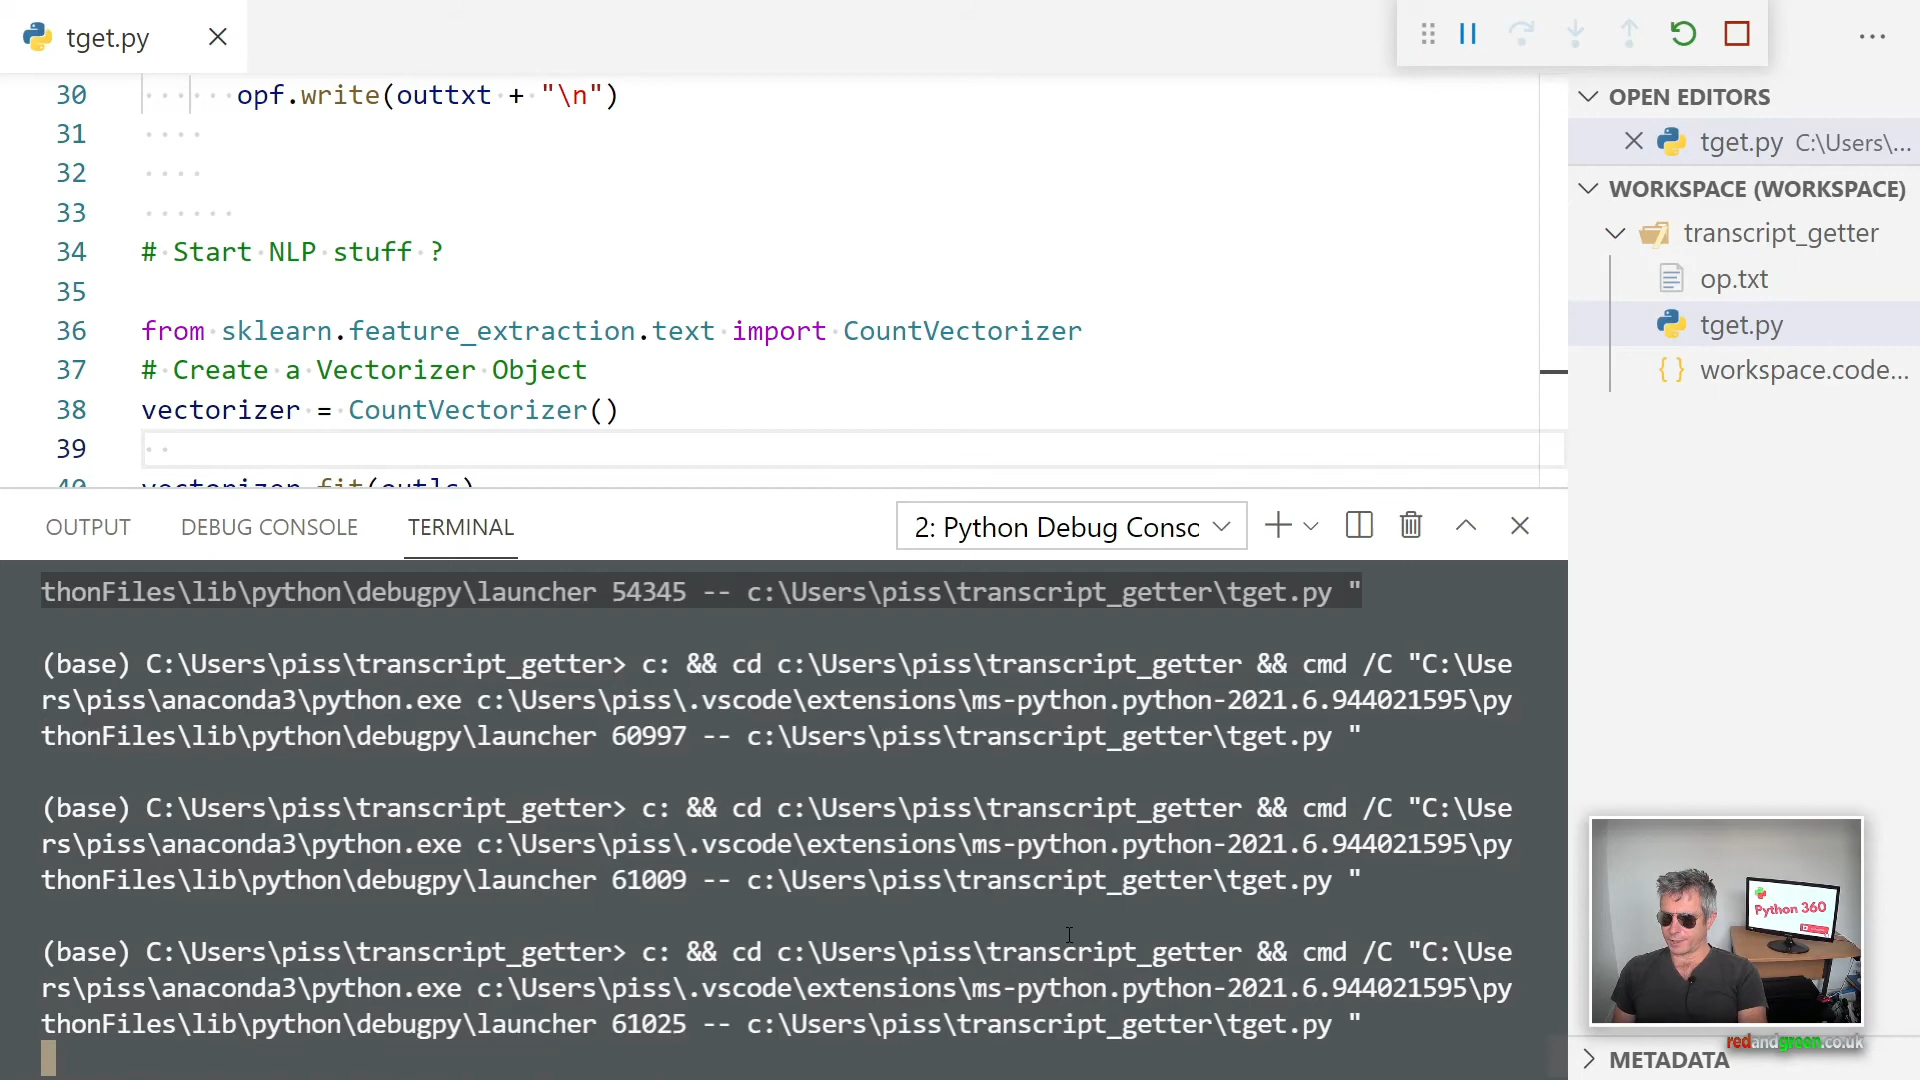 tget.py
30 opf.write(outtxt + "\n")
31
32
33
34 # Start NLP stuff ?
35
36 from sklearn.feature_extraction.text import CountVectorizer
37 # Create a Vectorizer Object
38 vectorizer = CountVectorizer()
39
40 vectorizer.fit(outls)
OPEN EDITORS
tget.py C:\Users\...
WORKSPACE (WORKSPACE)
transcript_getter
op.txt
tget.py
{ } workspace.code...
OUTPUT DEBUG CONSOLE TERMINAL
2: Python Debug Consc
thonFiles\lib\python\debugpy\launcher 54345 -- c:\Users\piss\transcript_getter\tget.py "
(base) C:\Users\piss\transcript_getter> c: && cd c:\Users\piss\transcript_getter && cmd /C "C:\Use
rs\piss\anaconda3\python.exe c:\Users\piss\.vscode\extensions\ms-python.python-2021.6.944021595\py
thonFiles\lib\python\debugpy\launcher 60997 -- c:\Users\piss\transcript_getter\tget.py "
(base) C:\Users\piss\transcript_getter> c: && cd c:\Users\piss\transcript_getter && cmd /C "C:\Use
rs\piss\anaconda3\python.exe c:\Users\piss\.vscode\extensions\ms-python.python-2021.6.944021595\py
thonFiles\lib\python\debugpy\launcher 61009 -- c:\Users\piss\transcript_getter\tget.py "
(base) C:\Users\piss\transcript_getter> c: && cd c:\Users\piss\transcript_getter && cmd /C "C:\Use
rs\piss\anaconda3\python.exe c:\Users\piss\.vscode\extensions\ms-python.python-2021.6.944021595\py
thonFiles\lib\python\debugpy\launcher 61025 -- c:\Users\piss\transcript_getter\tget.py "
Python 360
redandgreen.co.uk
METADATA